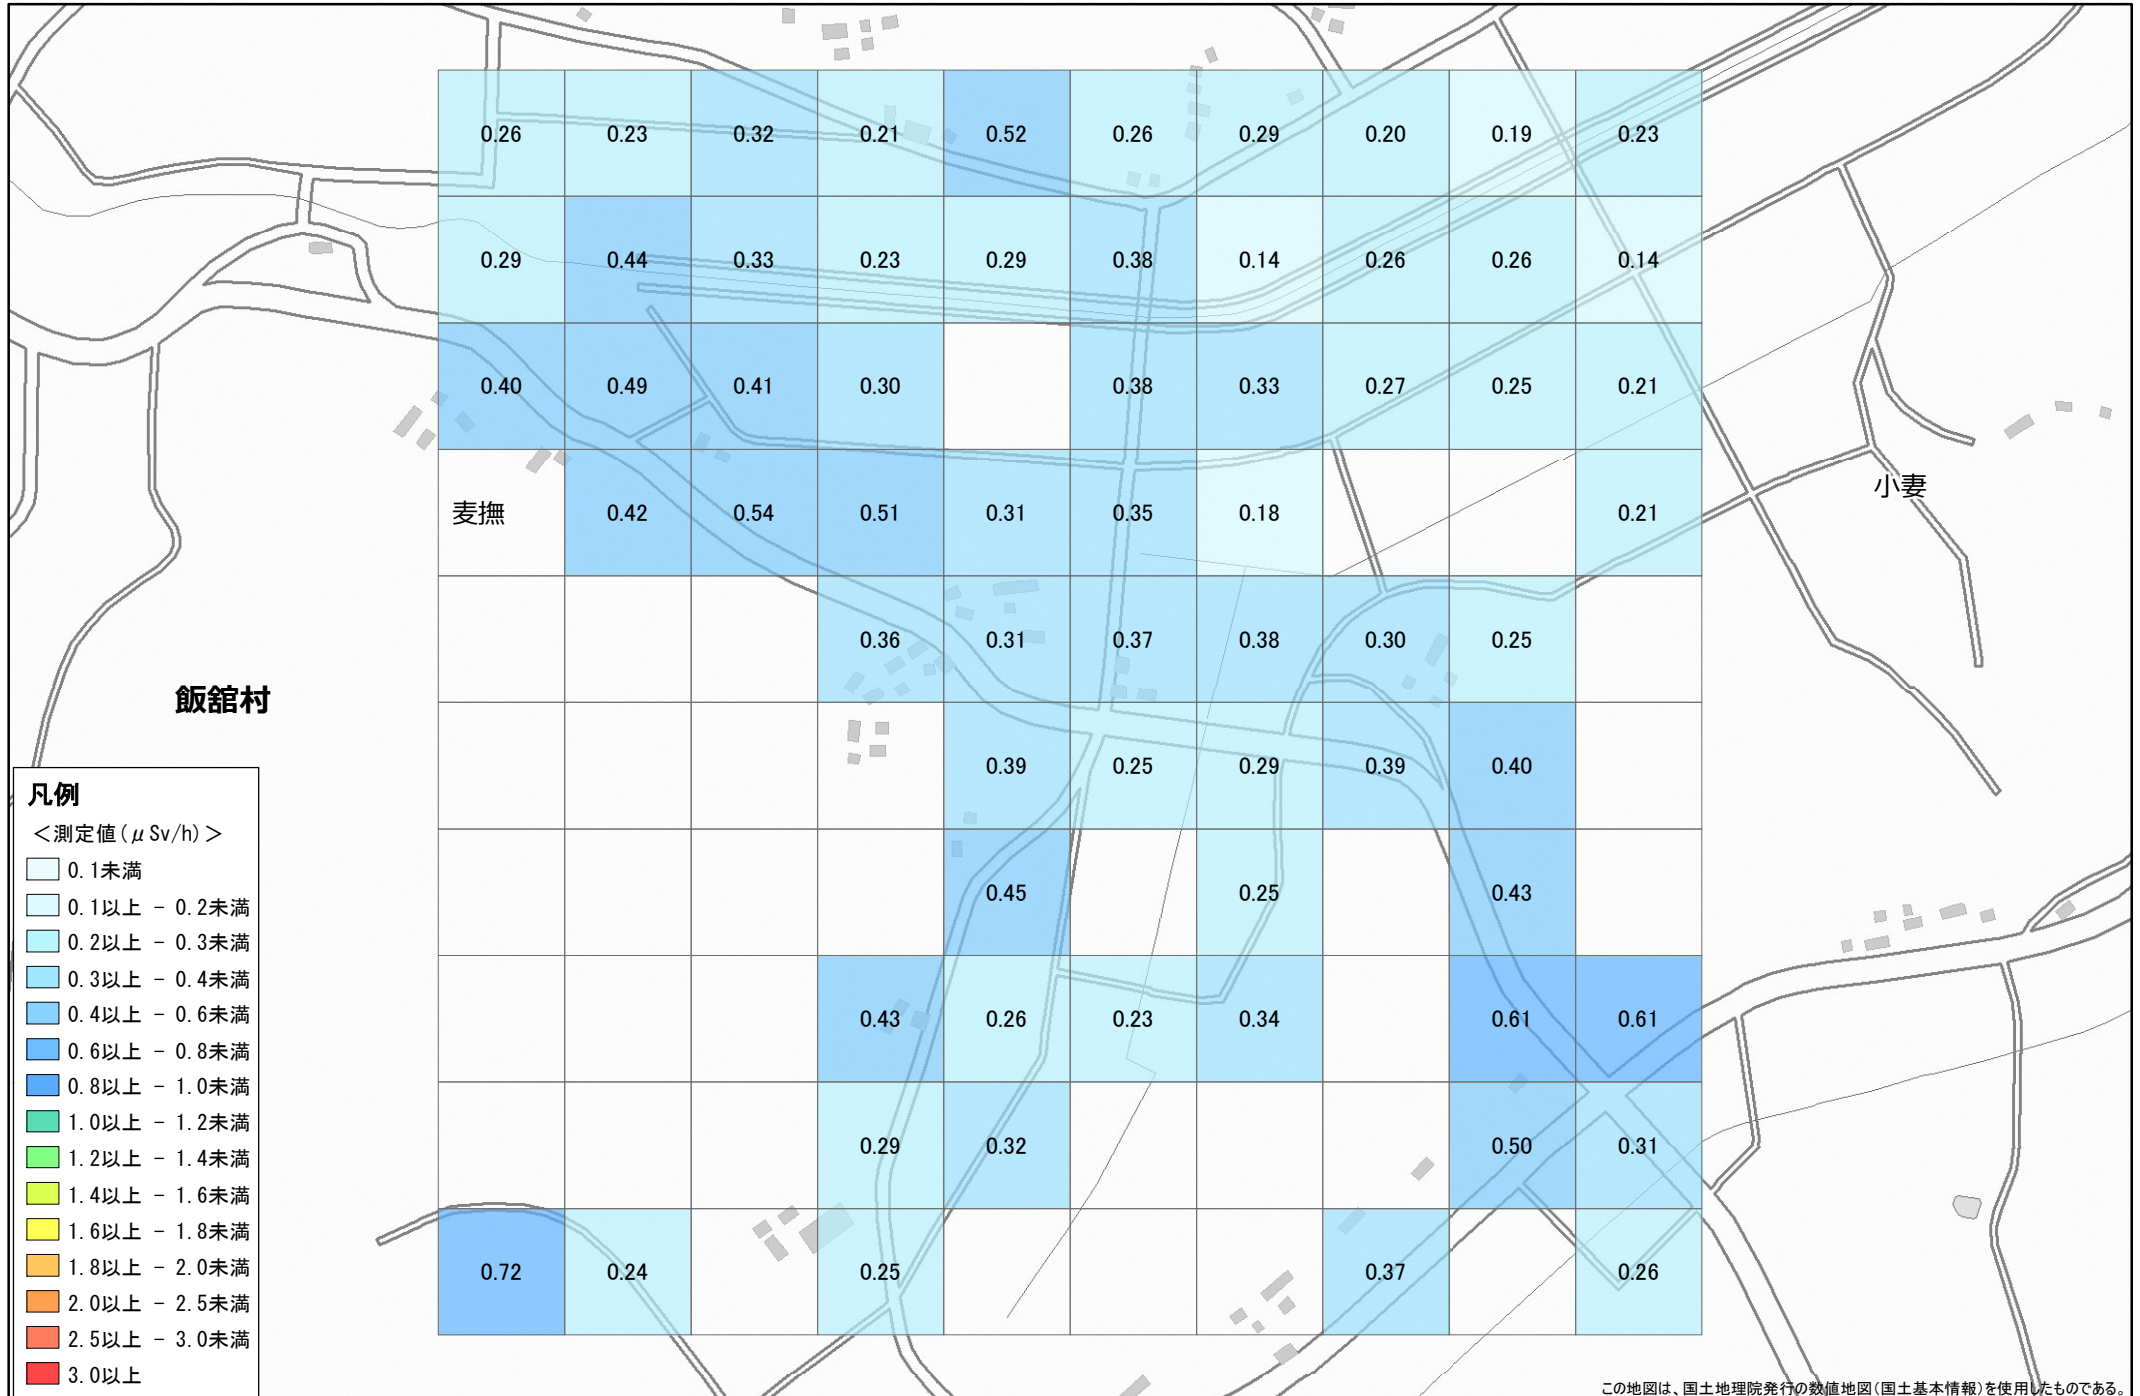 0.26 0.23 0.32 0.21 0.52 0.26 0.29 0.20 0.19 0.23
0.29 0.44 0.33 0.23 0.29 0.38 0.14 0.26 0.26 0.14
0.40 0.49 0.41 0.30 0.38 0.33 0.27 0.25 0.21
麦撫 0.42 0.54 0.51 0.31 0.35 0.18 0.21
小妻
0.36 0.31 0.37 0.38 0.30 0.25
飯舘村
0.39 0.25 0.29 0.39 0.40
0.45 0.25 0.43
0.43 0.26 0.23 0.34 0.61 0.61
0.29 0.32 0.50 0.31
0.72 0.24 0.25 0.37 0.26
凡例
<測定値(μSv/h)>
0.1未満
0.1以上 - 0.2未満
0.2以上 - 0.3未満
0.3以上 - 0.4未満
0.4以上 - 0.6未満
0.6以上 - 0.8未満
0.8以上 - 1.0未満
1.0以上 - 1.2未満
1.2以上 - 1.4未満
1.4以上 - 1.6未満
1.6以上 - 1.8未満
1.8以上 - 2.0未満
2.0以上 - 2.5未満
2.5以上 - 3.0未満
3.0以上
この地図は、国土地理院発行の数値地図(国土基本情報)を使用したものである。